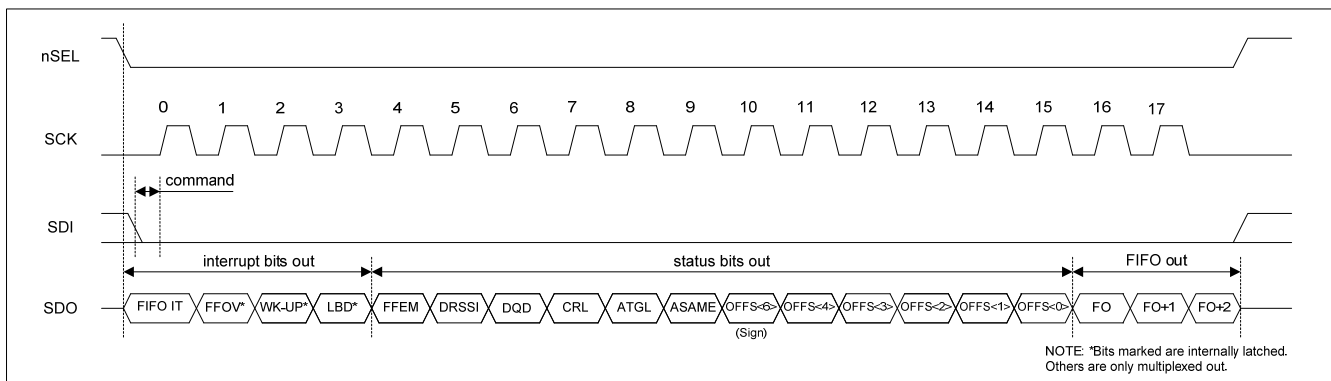 nSEL
0 1 2 3 4 5 6 7 8 9 10 11 12 13 14 15 16 17
SCK
command
SDI
interrupt bits out status bits out FIFO out
SDO FIFO IT FFOV* WK-UP* LBD* FFEM DRSSI DQD CRL ATGL ASAME OFFS<6> OFFS<4> OFFS<3> OFFS<2> OFFS<1> OFFS<0> FO FO+1 FO+2
(Sign)
NOTE: *Bits marked are internally latched.
Others are only multiplexed out.